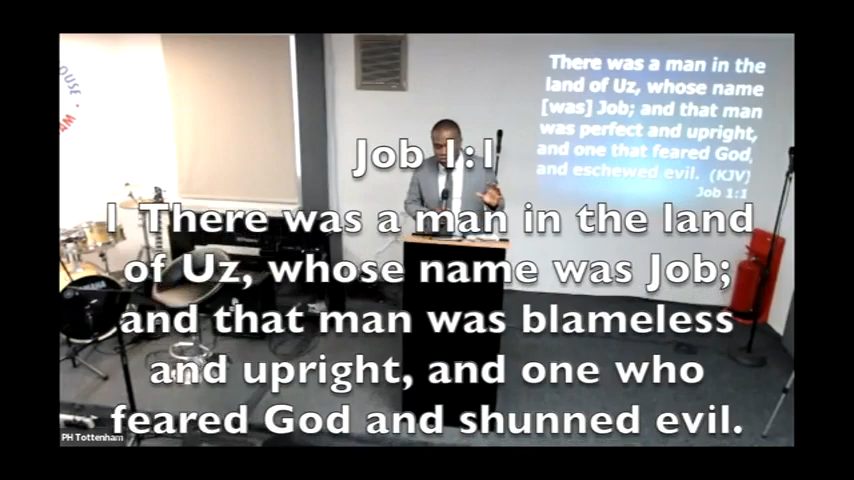 OUSE
AM
There was a man in the
land of Uz, whose name
[was] Job; and that man
was perfect and upright,
and one that feared God,
and eschewed evil. (KJV)
Job 1:1
Job 1:1
1 There was a man in the land
of Uz, whose name was Job;
and that man was blameless
and upright, and one who
feared God and shunned evil.
YAMAHA
PH Tottenham